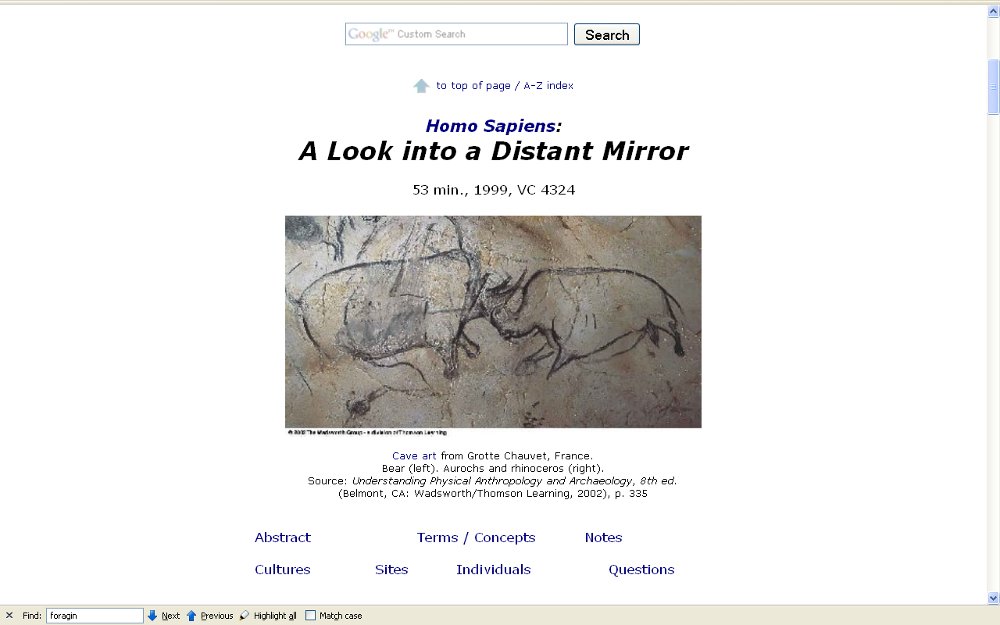 Google™ Custom Search
Search
to top of page / A-Z index
Homo Sapiens:
A Look into a Distant Mirror
53 min., 1999, VC 4324
© 2002 The Wadsworth Group - a division of Thomson Learning
Cave art from Grotte Chauvet, France.
Bear (left). Aurochs and rhinoceros (right).
Source: Understanding Physical Anthropology and Archaeology, 8th ed.
(Belmont, CA: Wadsworth/Thomson Learning, 2002), p. 335
Abstract Terms / Concepts Notes
Cultures Sites Individuals Questions
Find: foragin Next Previous Highlight all Match case